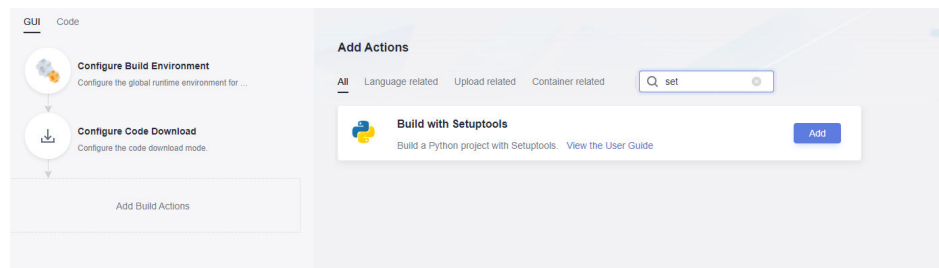 GUI Code
Configure Build Environment
Configure the global runtime environment for ...
Configure Code Download
Configure the code download mode.
Add Build Actions
Add Actions
All Language related Upload related Container related set
Build with Setuptools
Build a Python project with Setuptools. View the User Guide
Add